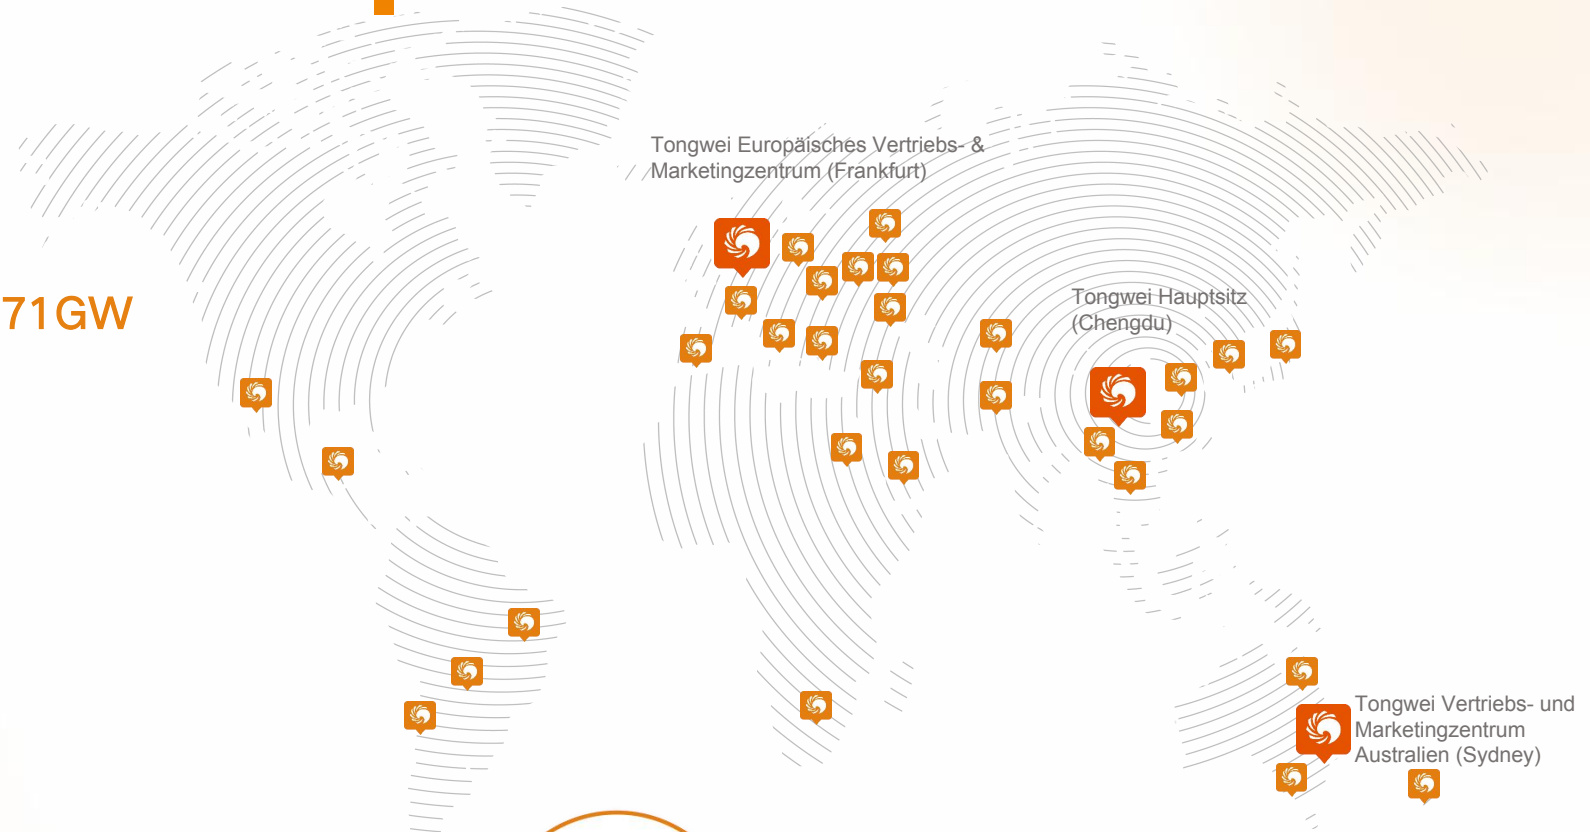 Tongwei Europäisches Vertriebs- &
Marketingzentrum (Frankfurt)
71GW
Tongwei Hauptsitz
(Chengdu)
Tongwei Vertriebs- und
Marketingzentrum
Australien (Sydney)